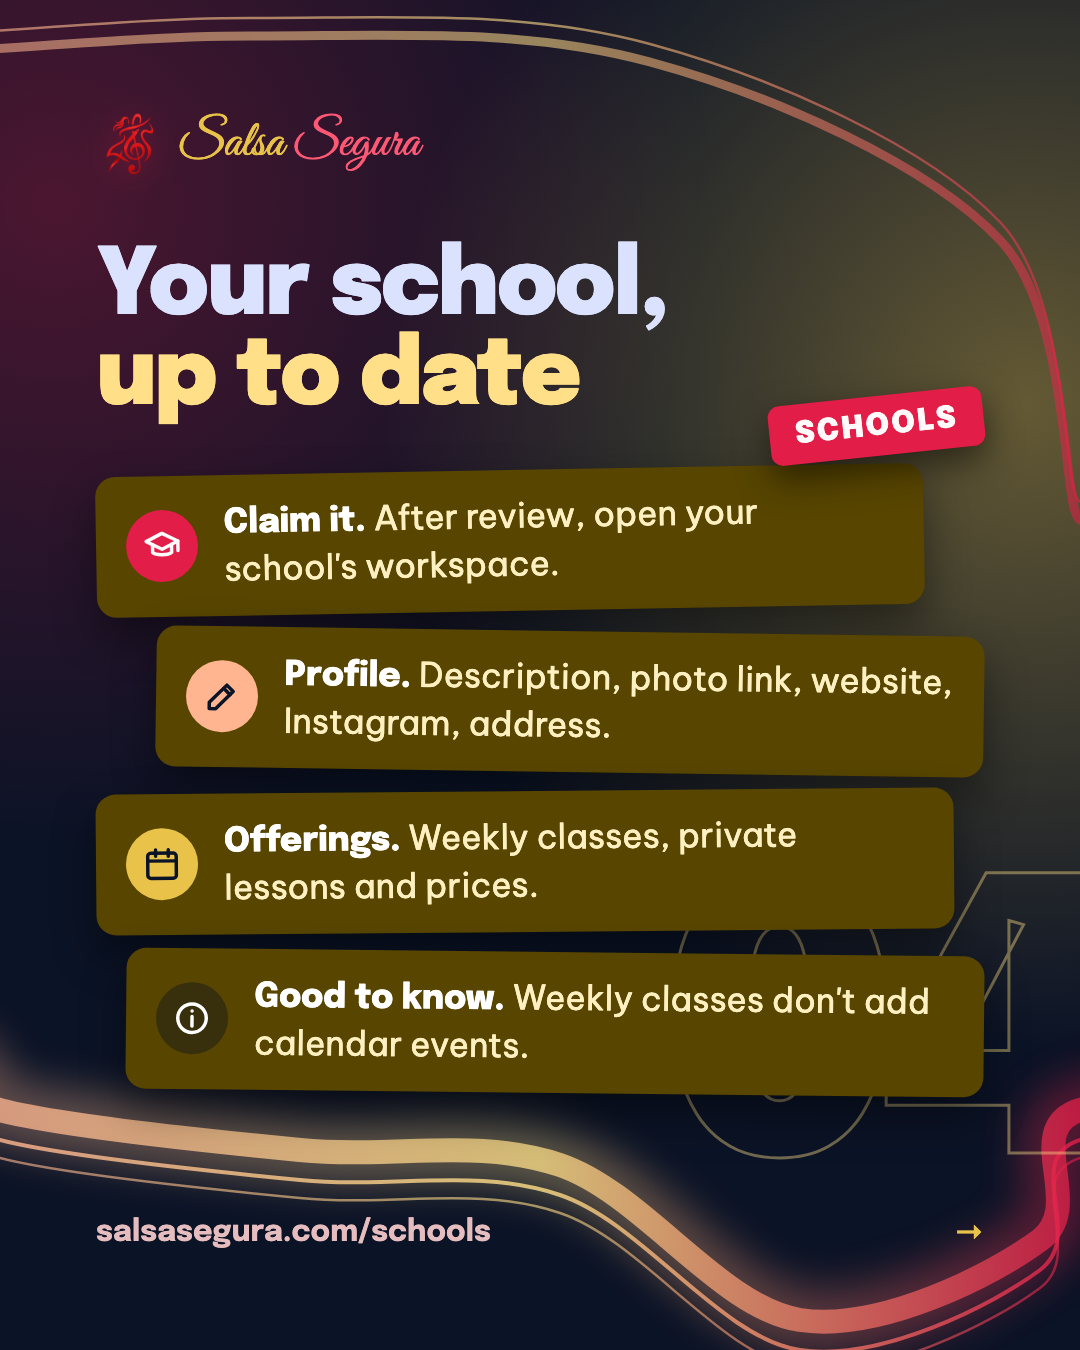 Salsa Segura
Your school,
up to date
SCHOOLS
Claim it. After review, open your
school's workspace.
Profile. Description, photo link, website,
Instagram, address.
Offerings. Weekly classes, private
lessons and prices.
04
Good to know. Weekly classes don't add
calendar events.
salsasegura.com/schools
→